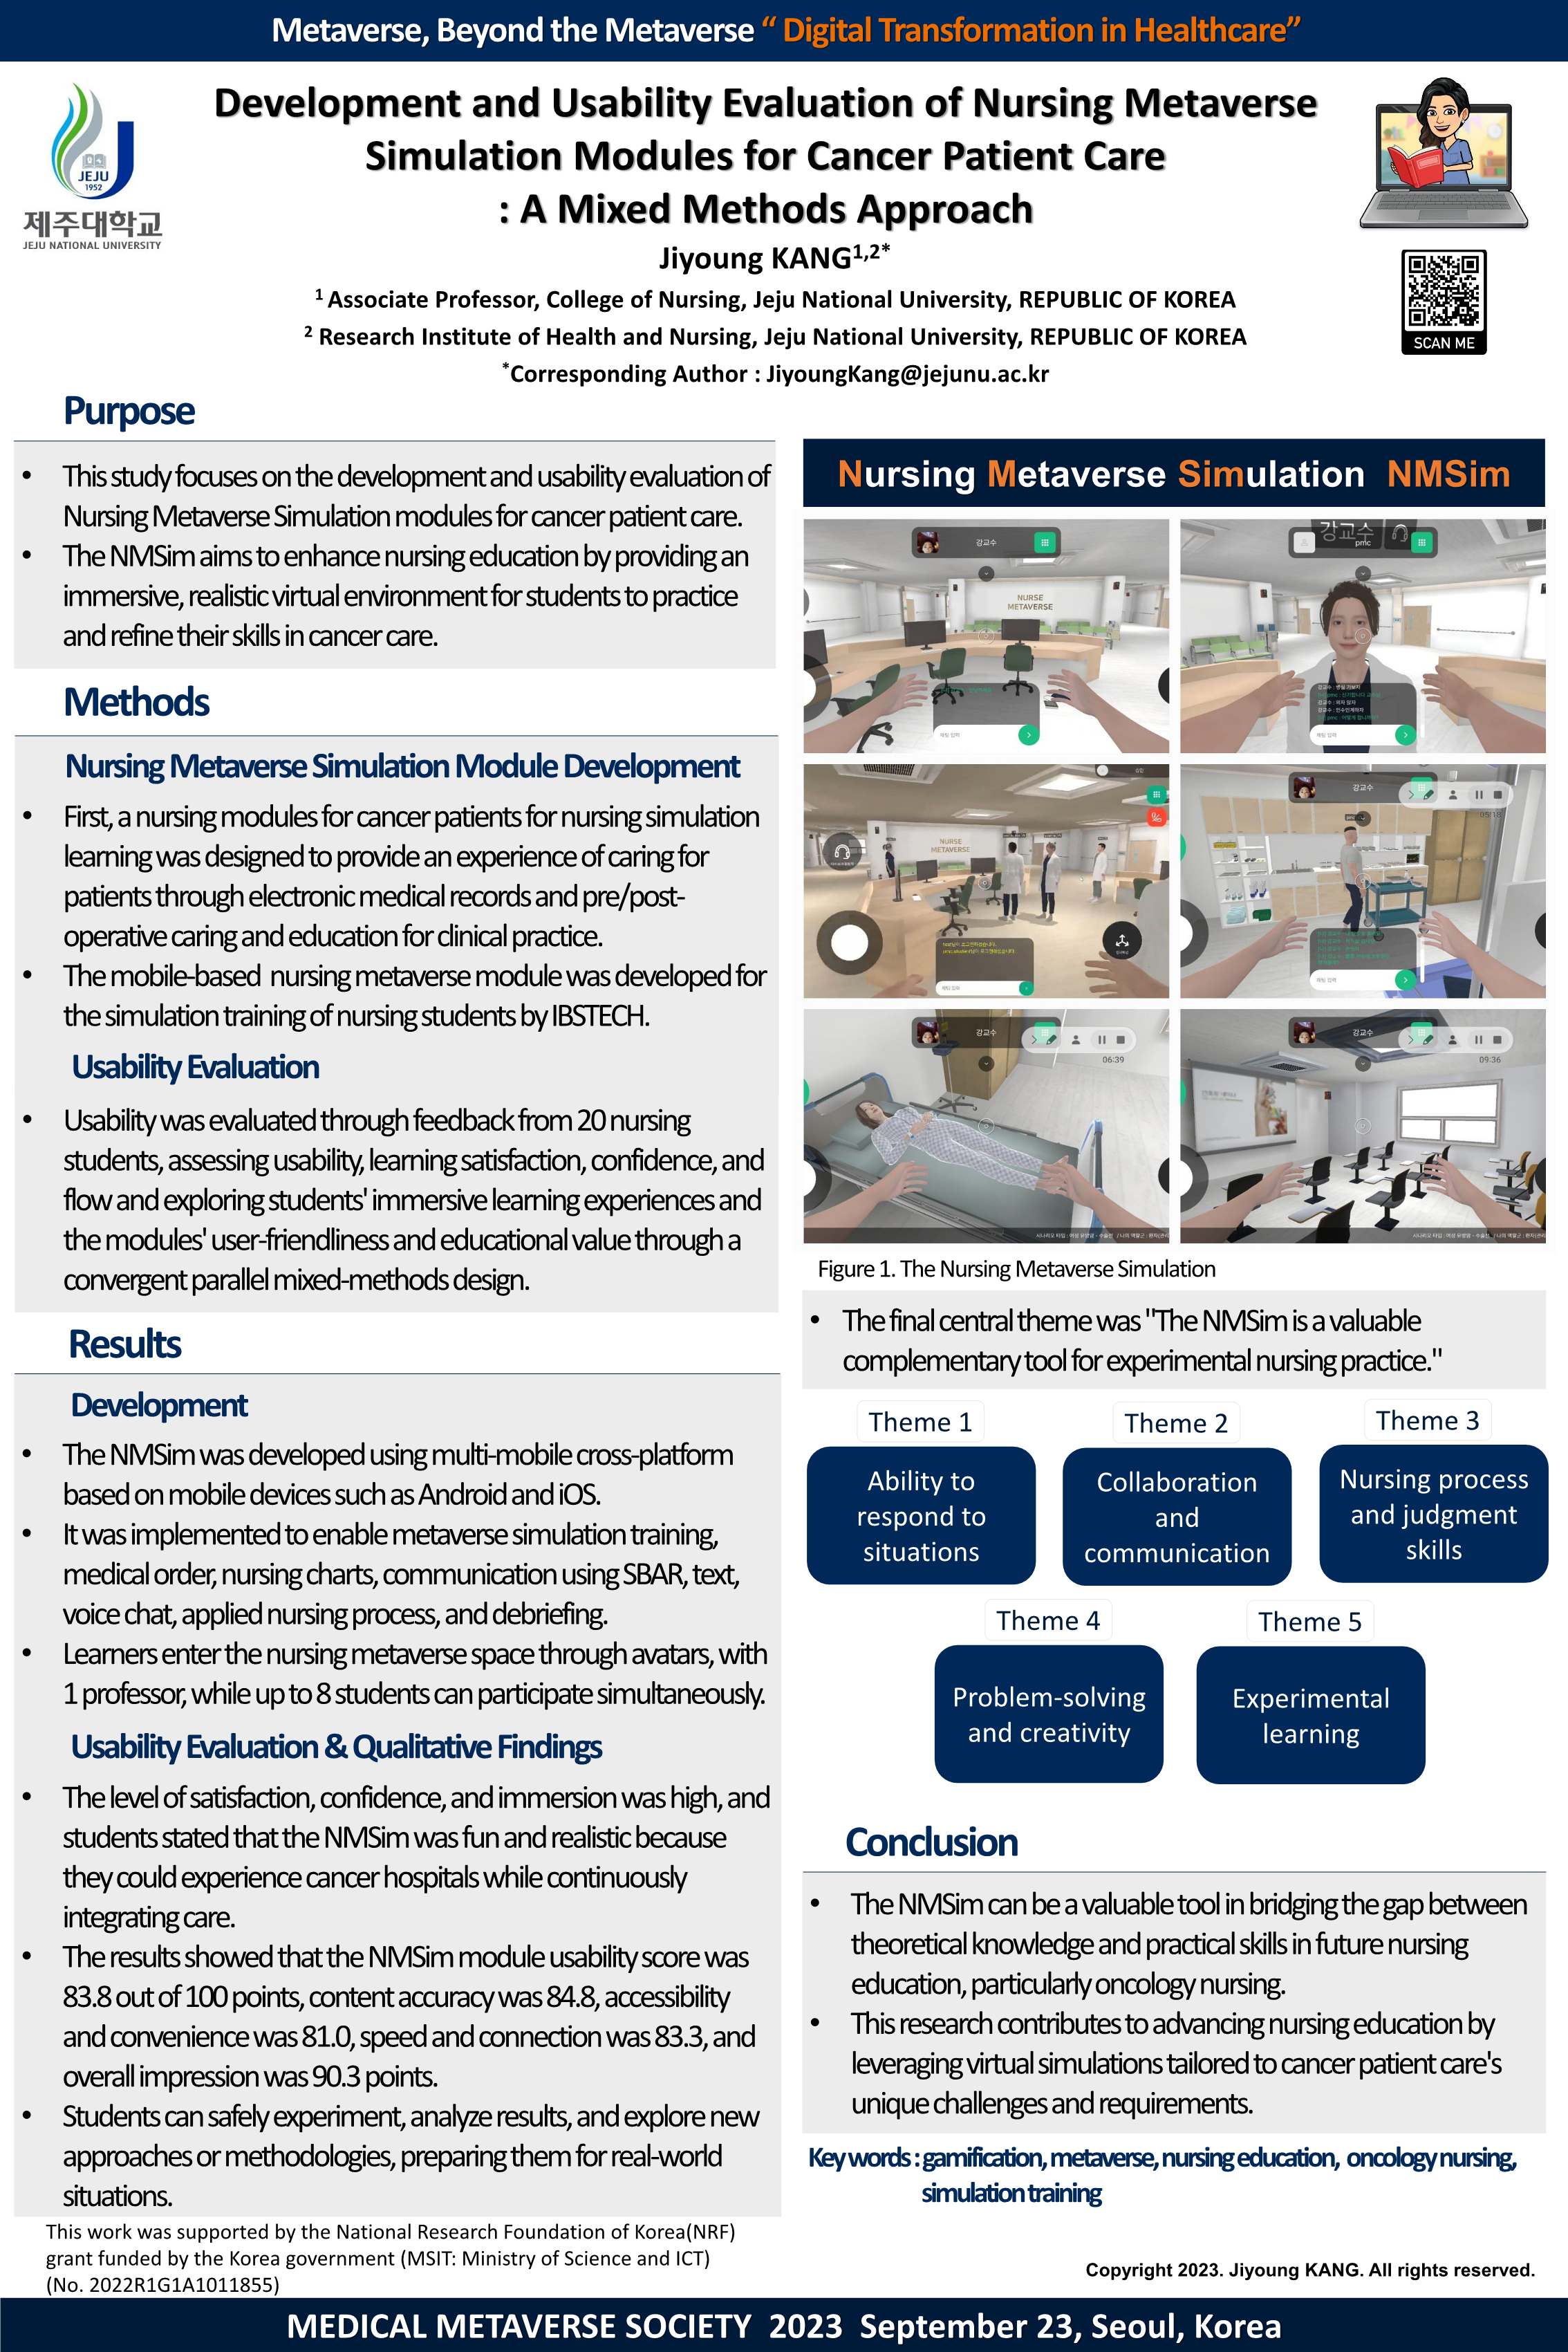 Metaverse, Beyond the Metaverse “ Digital Transformation in Healthcare”
JEJU
1952
제주대학교
JEJU NATIONAL UNIVERSITY
Development and Usability Evaluation of Nursing Metaverse
Simulation Modules for Cancer Patient Care
: A Mixed Methods Approach
Jiyoung KANG1,2*
1 Associate Professor, College of Nursing, Jeju National University, REPUBLIC OF KOREA
2 Research Institute of Health and Nursing, Jeju National University, REPUBLIC OF KOREA
*Corresponding Author : JiyoungKang@jejunu.ac.kr
SCAN ME
Purpose
• This study focuses on the development and usability evaluation of
Nursing Metaverse Simulation modules for cancer patient care.
• The NMSim aims to enhance nursing education by providing an
immersive, realistic virtual environment for students to practice
and refine their skills in cancer care.
Methods
Nursing Metaverse Simulation Module Development
• First, a nursing modules for cancer patients for nursing simulation
learning was designed to provide an experience of caring for
patients through electronic medical records and pre/post-
operative caring and education for clinical practice.
• The mobile-based nursing metaverse module was developed for
the simulation training of nursing students by IBSTECH.
Usability Evaluation
• Usability was evaluated through feedback from 20 nursing
students, assessing usability, learning satisfaction, confidence, and
flow and exploring students' immersive learning experiences and
the modules' user-friendliness and educational value through a
convergent parallel mixed-methods design.
Results
Development
• The NMSim was developed using multi-mobile cross-platform
based on mobile devices such as Android and iOS.
• It was implemented to enable metaverse simulation training,
medical order, nursing charts, communication using SBAR, text,
voice chat, applied nursing process, and debriefing.
• Learners enter the nursing metaverse space through avatars, with
1 professor, while up to 8 students can participate simultaneously.
Usability Evaluation & Qualitative Findings
• The level of satisfaction, confidence, and immersion was high, and
students stated that the NMSim was fun and realistic because
they could experience cancer hospitals while continuously
integrating care.
• The results showed that the NMSim module usability score was
83.8 out of 100 points, content accuracy was 84.8, accessibility
and convenience was 81.0, speed and connection was 83.3, and
overall impression was 90.3 points.
• Students can safely experiment, analyze results, and explore new
approaches or methodologies, preparing them for real-world
situations.
This work was supported by the National Research Foundation of Korea(NRF)
grant funded by the Korea government (MSIT: Ministry of Science and ICT)
(No. 2022R1G1A1011855)
Nursing Metaverse Simulation NMSim
강교수
NURSE
METAVERSE
채팅 입력
강교수
pmc
채팅 입력
NURSE
METAVERSE
채팅 입력
강교수
05:18
채팅 입력
강교수
06:39
강교수
09:36
Figure 1. The Nursing Metaverse Simulation
• The final central theme was "The NMSim is a valuable
complementary tool for experimental nursing practice."
Theme 1
Ability to
respond to
situations
Theme 2
Collaboration
and
communication
Theme 3
Nursing process
and judgment
skills
Theme 4
Problem-solving
and creativity
Theme 5
Experimental
learning
Conclusion
• The NMSim can be a valuable tool in bridging the gap between
theoretical knowledge and practical skills in future nursing
education, particularly oncology nursing.
• This research contributes to advancing nursing education by
leveraging virtual simulations tailored to cancer patient care's
unique challenges and requirements.
Key words : gamification, metaverse, nursing education, oncology nursing,
simulation training
Copyright 2023. Jiyoung KANG. All rights reserved.
MEDICAL METAVERSE SOCIETY 2023 September 23, Seoul, Korea